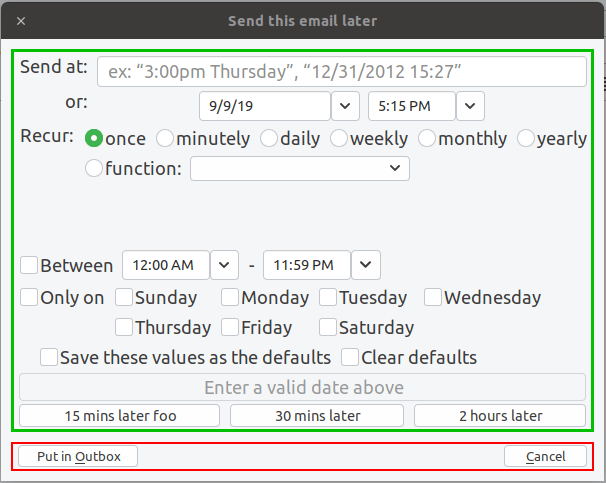 Send this email later
Send at: ex: “3:00pm Thursday”, “12/31/2012 15:27”
or: 9/9/19 5:15 PM
Recur: once minutely daily weekly monthly yearly
function:
Between 12:00 AM - 11:59 PM
Only on Sunday Monday Tuesday Wednesday
Thursday Friday Saturday
Save these values as the defaults Clear defaults
Enter a valid date above
15 mins later foo 30 mins later 2 hours later
Put in Outbox Cancel